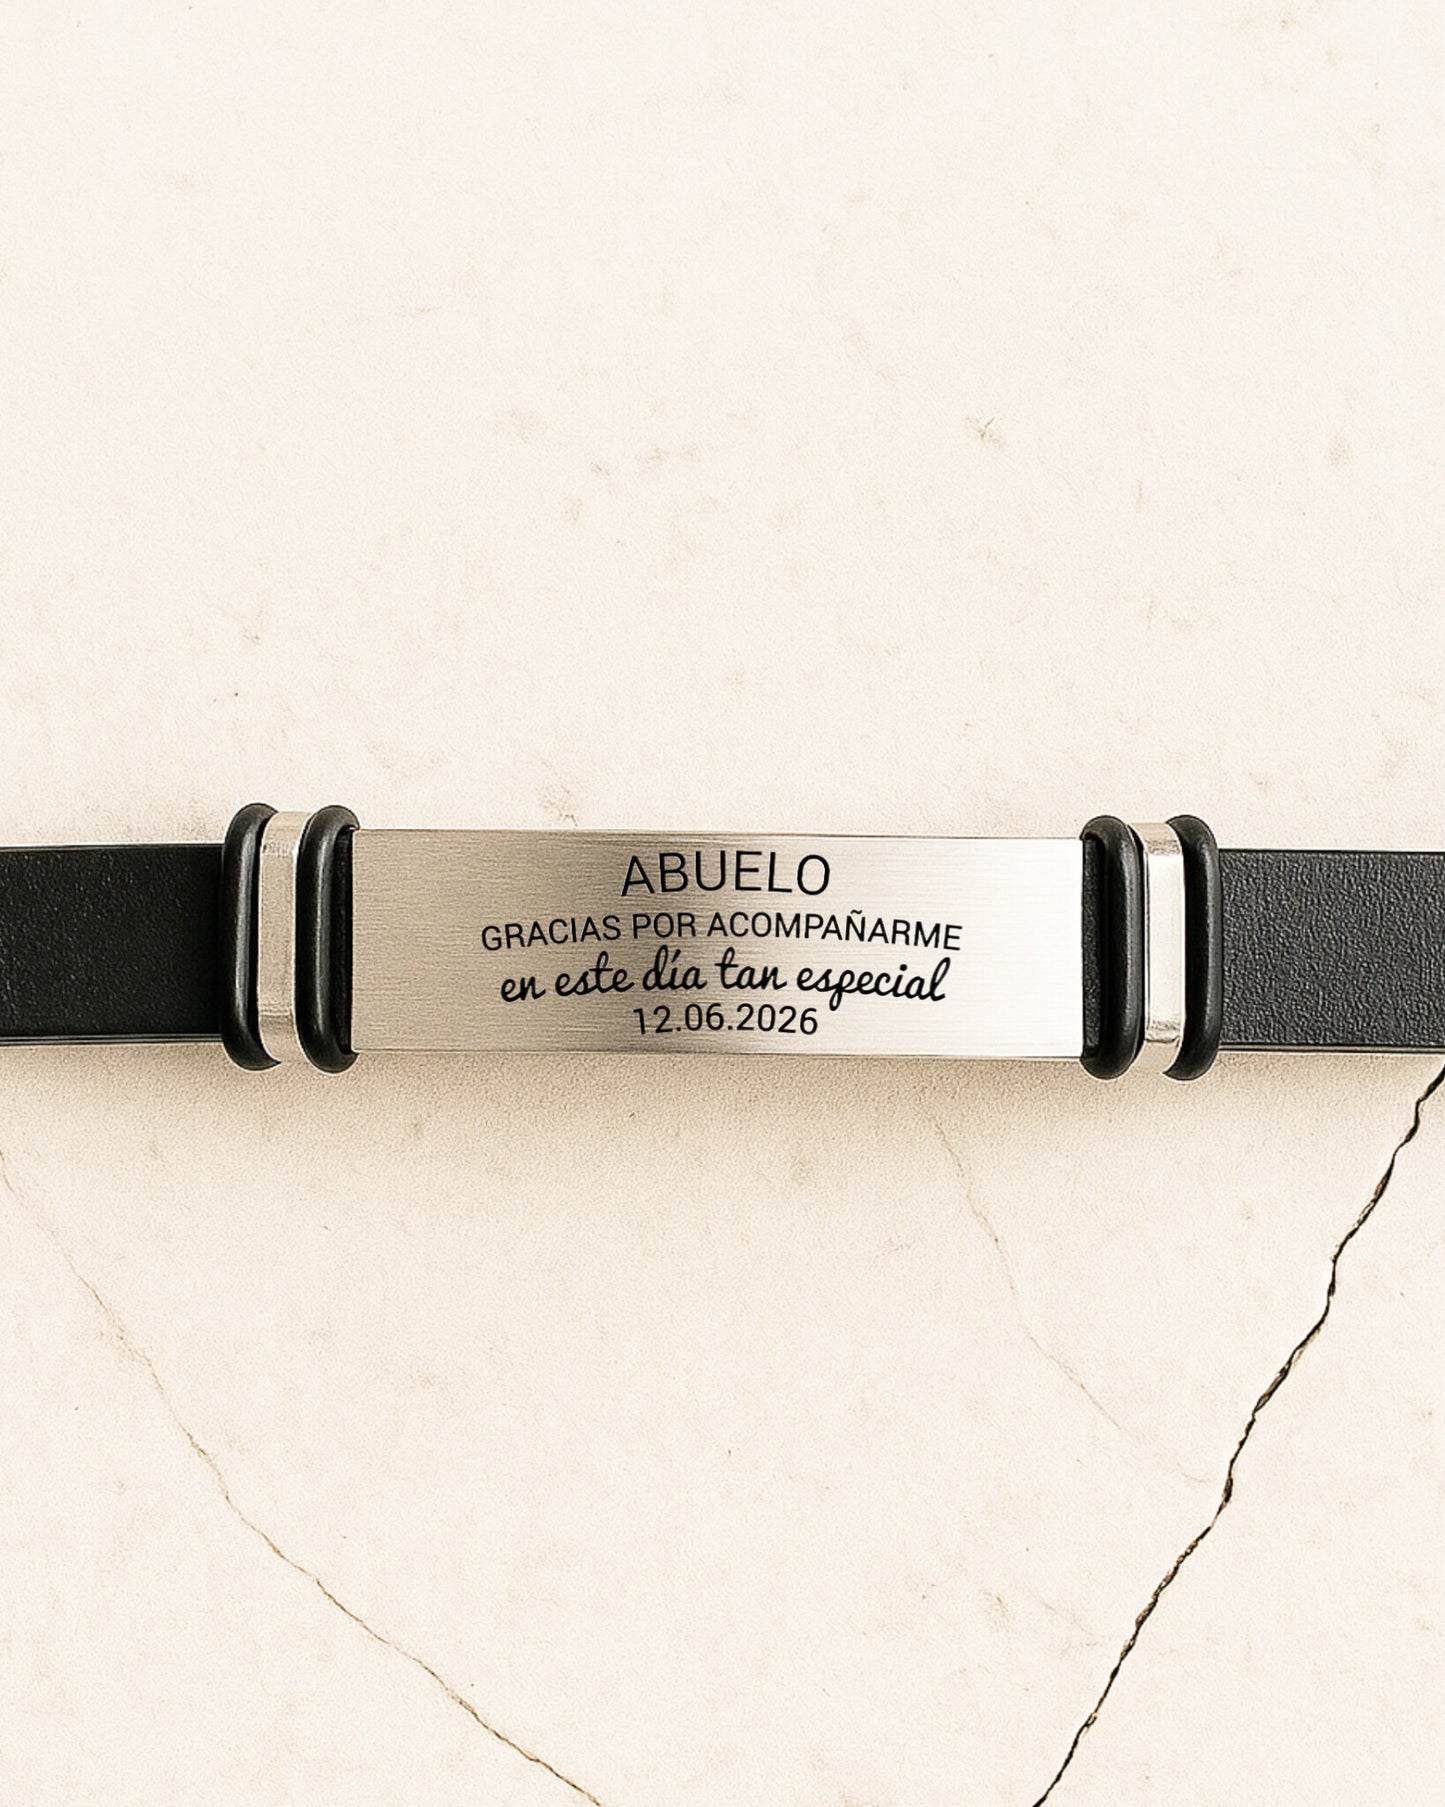 ABUELO
GRACIAS POR ACOMPAÑARME
en este día tan especial
12.06.2026